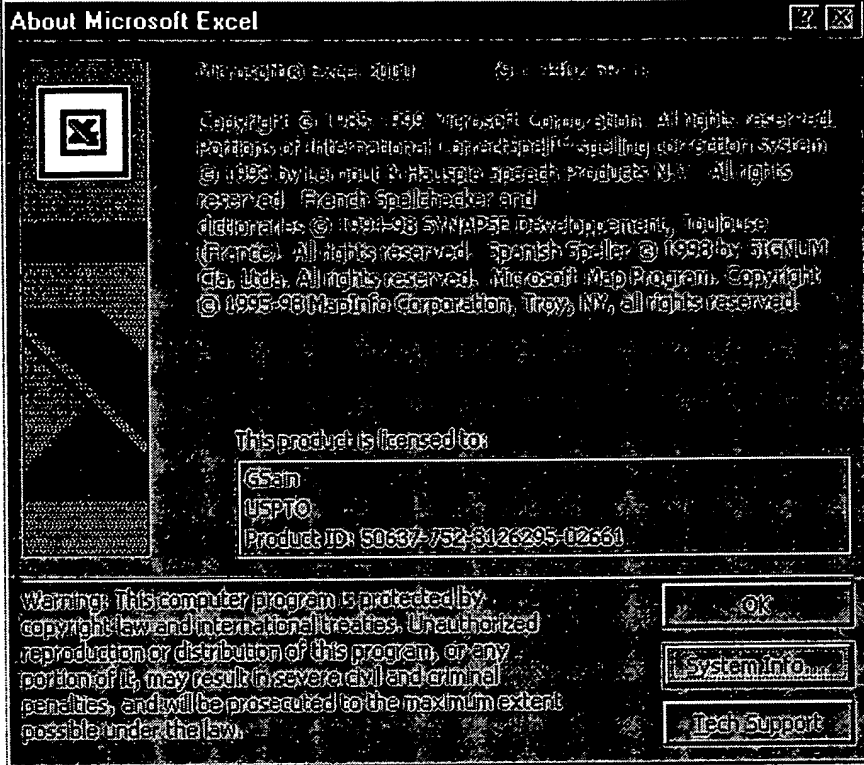 About Microsoft Excel
Microsoft® Excel 2000
Copyright © 1985-1999 Microsoft Corporation. All rights reserved.
Portions of International CorrectSpell™ spelling correction system
© 1993 by Lernout & Hauspie Speech Products N.V. All rights
reserved. French Spellchecker and
dictionaries © 1994-98 SYNAPSE Développement, Toulouse
(France). All rights reserved. Spanish Speller © 1998 by SIGNUM
Cía. Ltda. All rights reserved. Microsoft Map Program. Copyright
© 1995-98 MapInfo Corporation, Troy, NY, all rights reserved.
This product is licensed to:
GSain
USPTO
Product ID: 50637-752-3126295-02661
Warning: This computer program is protected by
copyright law and international treaties. Unauthorized
reproduction or distribution of this program, or any
portion of it, may result in severe civil and criminal
penalties, and will be prosecuted to the maximum extent
possible under the law.
OK
System Info...
Tech Support